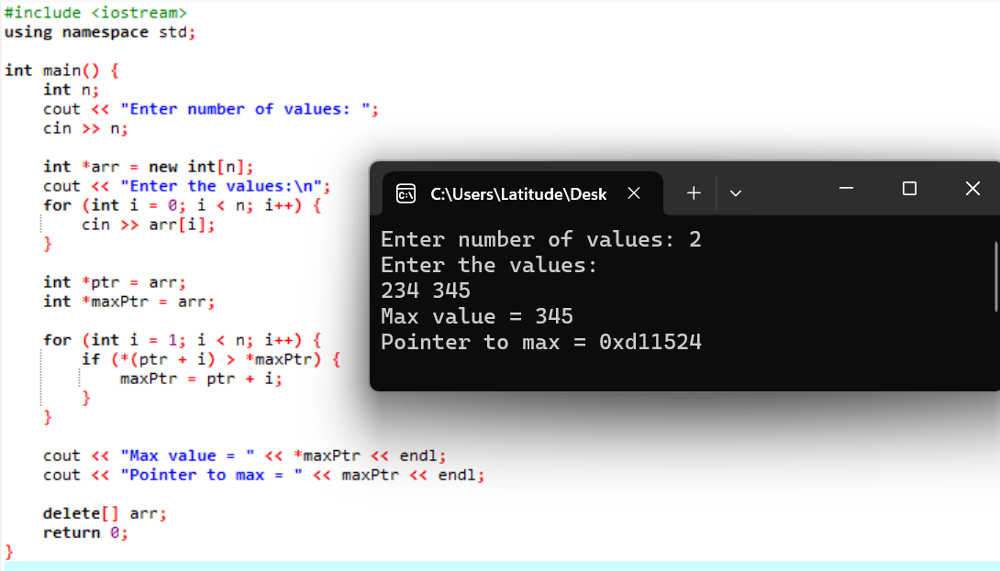 #include <iostream>
using namespace std;
int main() {
    int n;
    cout << "Enter number of values: ";
    cin >> n;
    int *arr = new int[n];
    cout << "Enter the values:\n";
    for (int i = 0; i < n; i++) {
        cin >> arr[i];
    }
    int *ptr = arr;
    int *maxPtr = arr;
    for (int i = 1; i < n; i++) {
        if (*(ptr + i) > *maxPtr) {
            maxPtr = ptr + i;
        }
    }
    cout << "Max value = " << *maxPtr << endl;
    cout << "Pointer to max = " << maxPtr << endl;
    delete[] arr;
    return 0;
}
C:\Users\Latitude\Desk
Enter number of values: 2
Enter the values:
234 345
Max value = 345
Pointer to max = 0xd11524